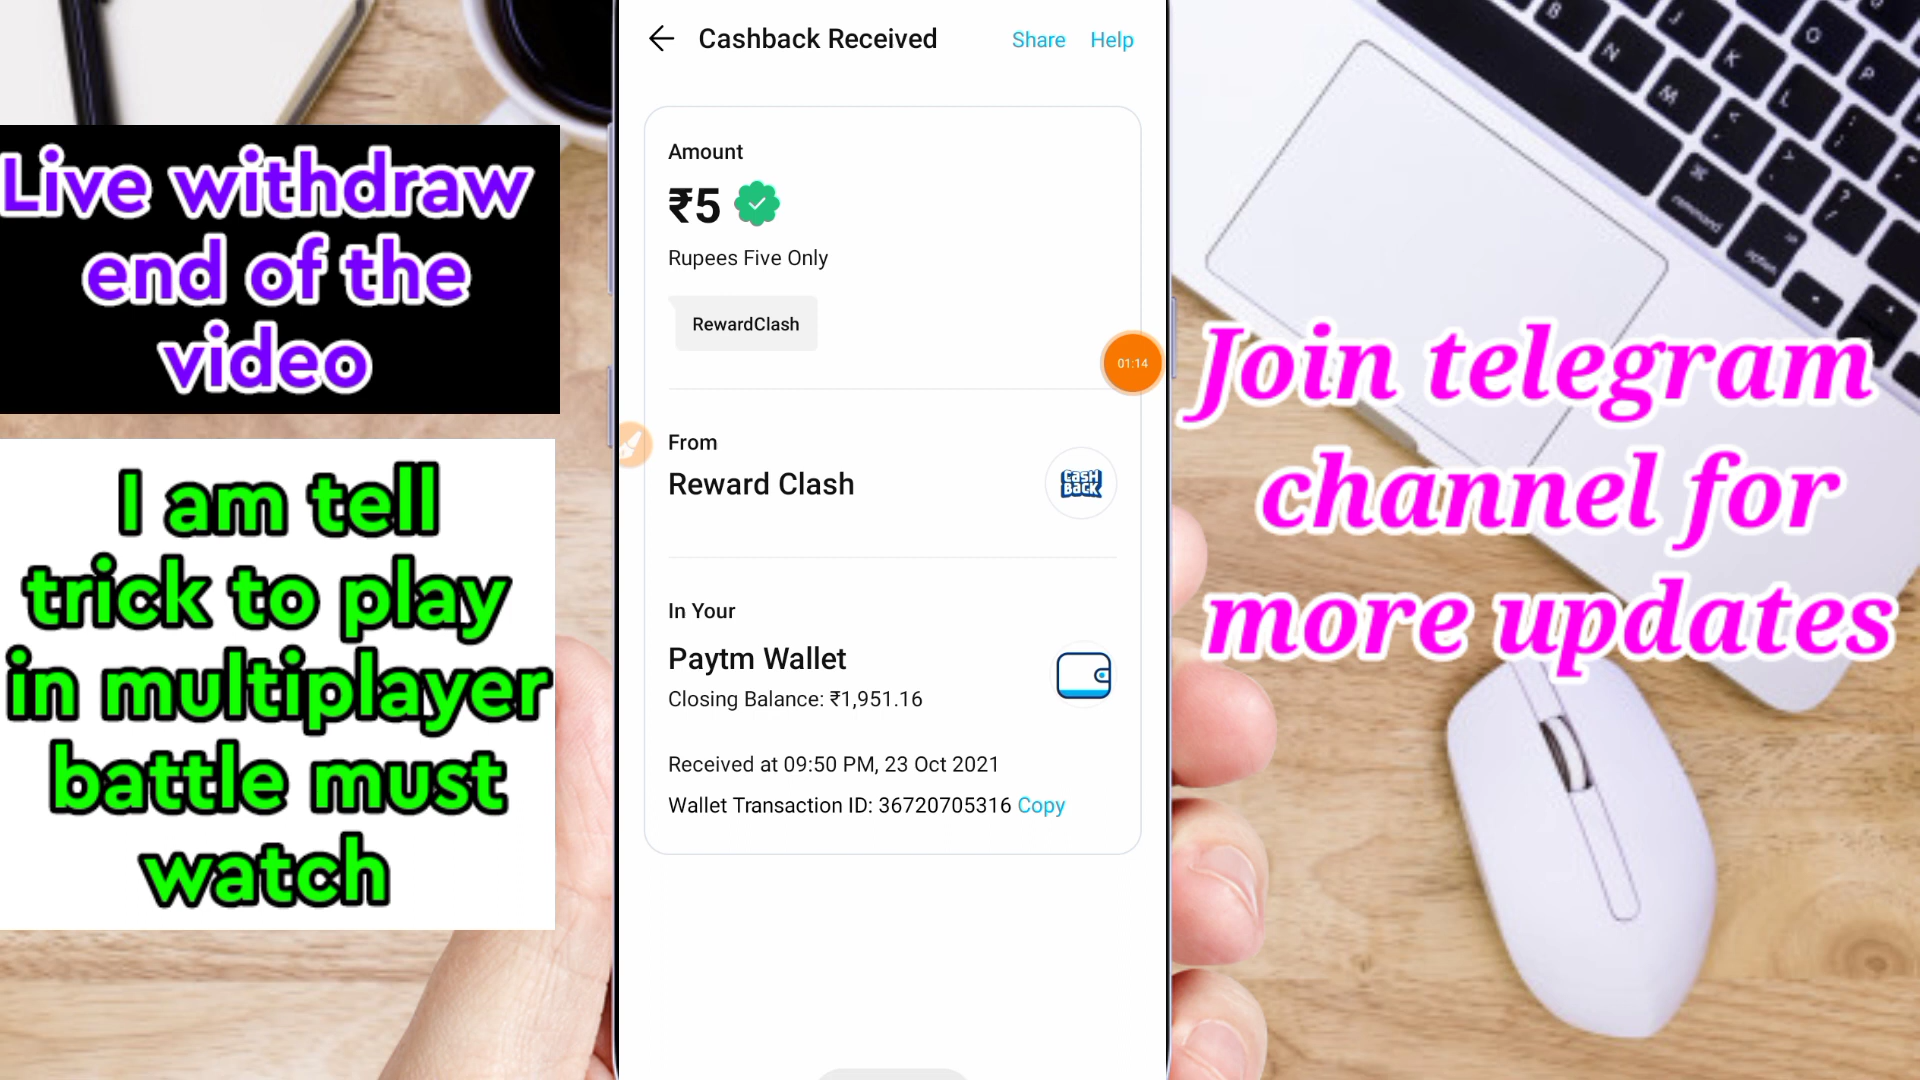 Live withdraw
end of the
video
I am tell
trick to play
in multiplayer
battle must
watch
Cashback Received
Share
Help
Amount
₹5
Rupees Five Only
RewardClash
01:14
From
Reward Clash
CASH
BACK
In Your
Paytm Wallet
Closing Balance: ₹1,951.16
Received at 09:50 PM, 23 Oct 2021
Wallet Transaction ID: 36720705316 Copy
Join telegram
channel for
more updates
B
N
M
J
K
L
O
P
command
option